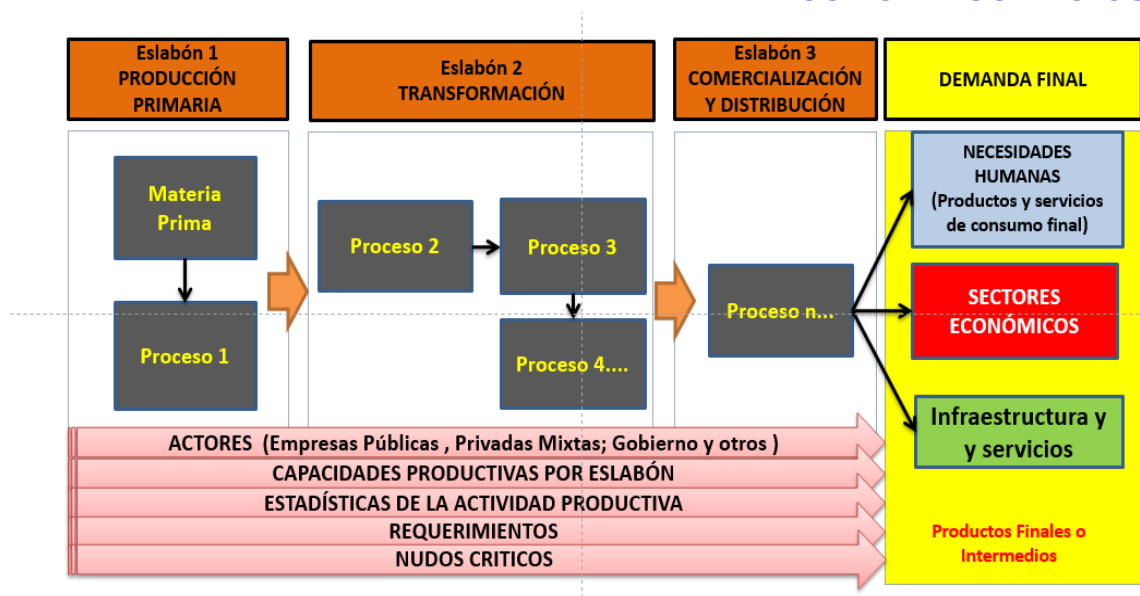 Eslabón 1
PRODUCCIÓN
PRIMARIA
Eslabón 2
TRANSFORMACIÓN
Eslabón 3
COMERCIALIZACIÓN
Y DISTRIBUCIÓN
DEMANDA FINAL
Materia
Prima
Proceso 1
Proceso 2
Proceso 3
Proceso 4....
Proceso n...
NECESIDADES
HUMANAS
(Productos y servicios
de consumo final)
SECTORES
ECONÓMICOS
Infraestructura y
y servicios
Productos Finales o
Intermedios
ACTORES (Empresas Públicas , Privadas Mixtas; Gobierno y otros )
CAPACIDADES PRODUCTIVAS POR ESLABÓN
ESTADÍSTICAS DE LA ACTIVIDAD PRODUCTIVA
REQUERIMIENTOS
NUDOS CRITICOS